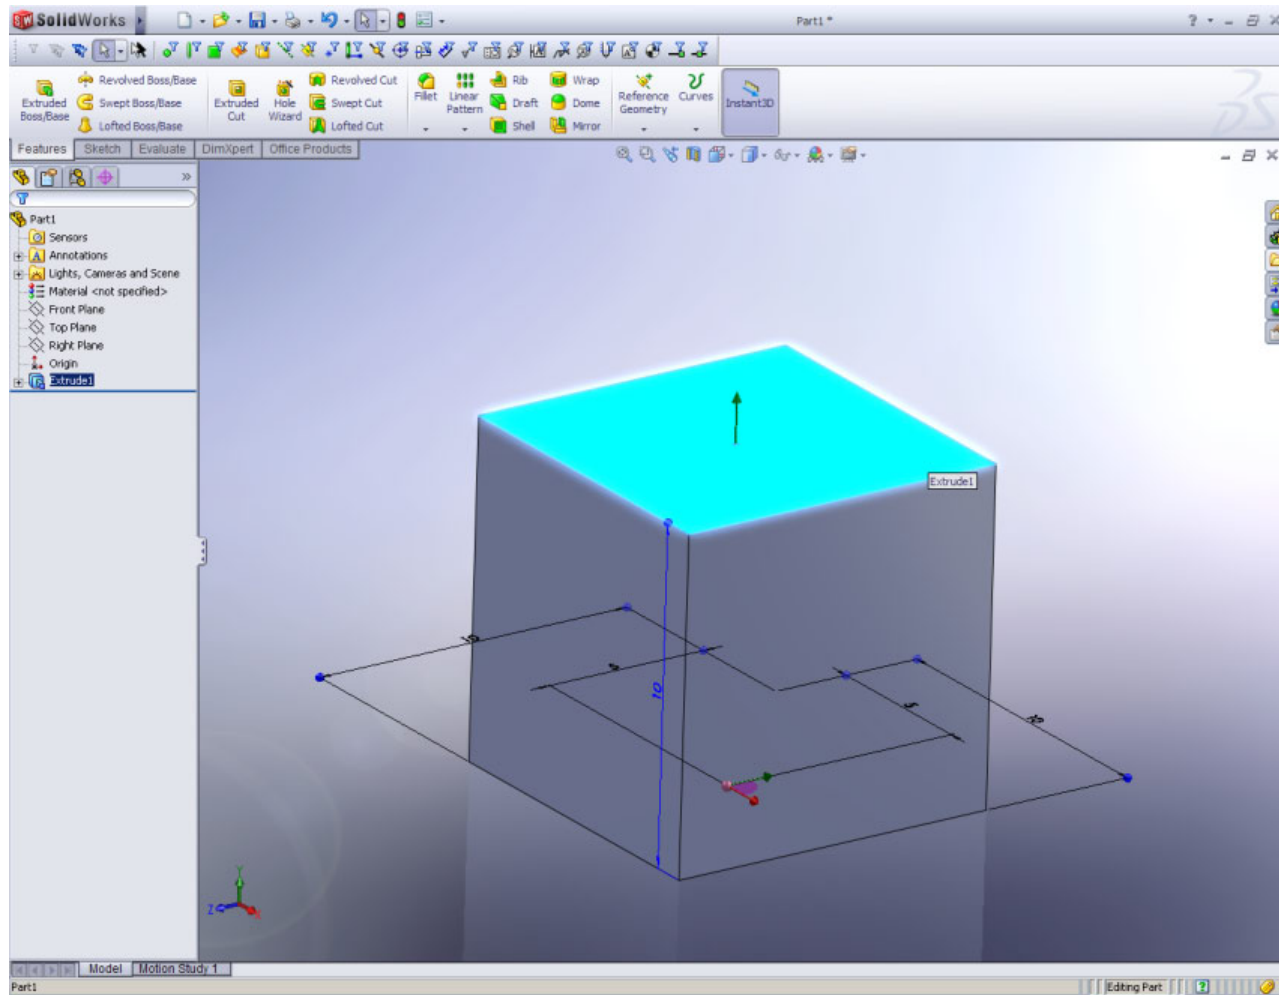 SolidWorks
Part1 *
Extruded Boss/Base
Revolved Boss/Base
Swept Boss/Base
Lofted Boss/Base
Extruded Cut
Hole Wizard
Revolved Cut
Swept Cut
Lofted Cut
Fillet
Linear Pattern
Rib
Draft
Shell
Wrap
Dome
Mirror
Reference Geometry
Curves
Instant3D
Features
Sketch
Evaluate
DimXpert
Office Products
Part1
Sensors
Annotations
Lights, Cameras and Scene
Material <not specified>
Front Plane
Top Plane
Right Plane
Origin
Extrude1
Extrude1
10
10
5
Y
Z
X
Model
Motion Study 1
Part1
Editing Part